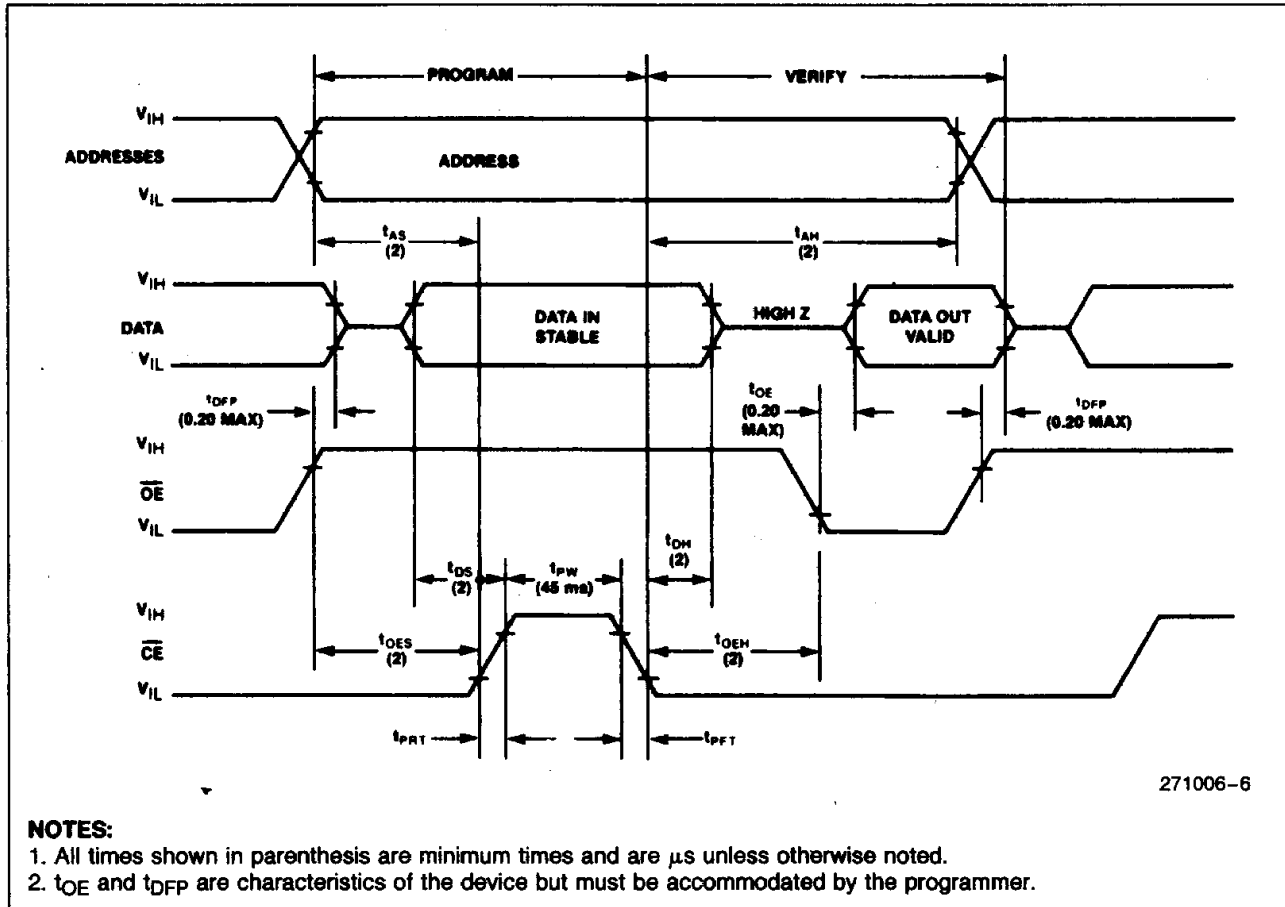 PROGRAM
VERIFY
VIH
ADDRESSES
ADDRESS
VIL
tAS
(2)
tAH
(2)
VIH
DATA
DATA IN
STABLE
HIGH Z
DATA OUT
VALID
VIL
tDFP
(0.20 MAX)
tOE
(0.20
MAX)
tDFP
(0.20 MAX)
VIH
OE
VIL
tDH
(2)
tDS
(2)
tPW
(45 ms)
VIH
CE
tOES
(2)
tOEH
(2)
VIL
tPRT
tPFT
271006-6
NOTES:
1. All times shown in parenthesis are minimum times and are μs unless otherwise noted.
2. tOE and tDFP are characteristics of the device but must be accommodated by the programmer.